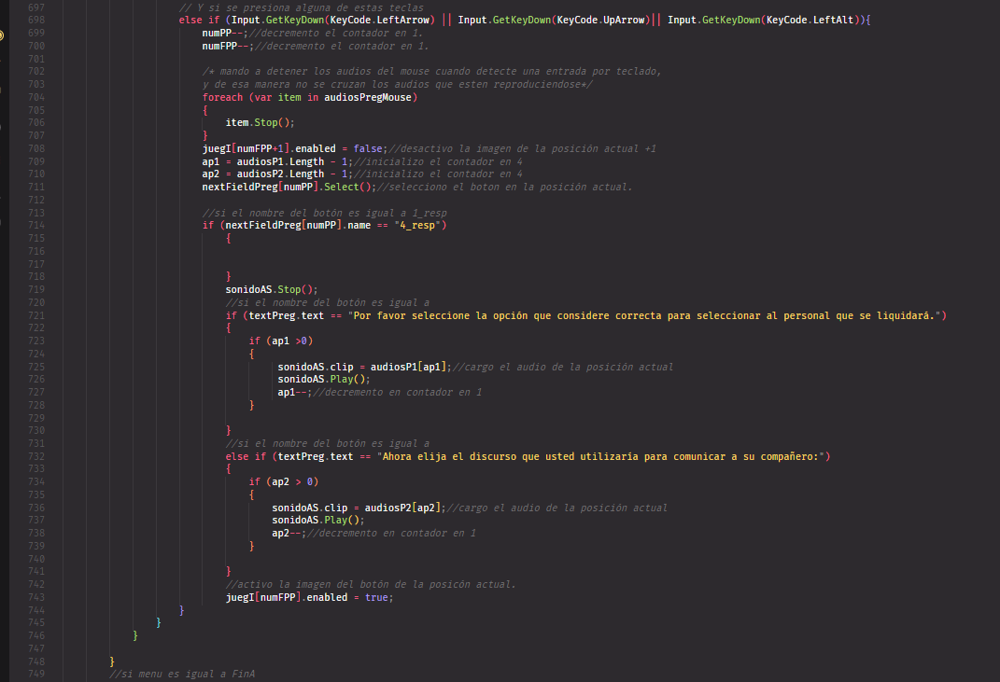 697 // Y si se presiona alguna de estas teclas
698 else if (Input.GetKeyDown(KeyCode.LeftArrow) || Input.GetKeyDown(KeyCode.UpArrow)|| Input.GetKeyDown(KeyCode.LeftAlt)){
699 numPP--;//decremento el contador en 1.
700 numFPP--;//decremento el contador en 1.
701
702 /* mando a detener los audios del mouse cuando detecte una entrada por teclado,
703 y de esa manera no se cruzan los audios que esten reproduciendose*/
704 foreach (var item in audiosPregMouse)
705 {
706 item.Stop();
707 }
708 juegI[numFPP+1].enabled = false;//desactivo la imagen de la posición actual +1
709 ap1 = audiosP1.Length - 1;//inicializo el contador en 4
710 ap2 = audiosP2.Length - 1;//inicializo el contador en 4
711 nextFieldPreg[numPP].Select();//selecciono el boton en la posición actual.
712
713 //si el nombre del botón es igual a 1_resp
714 if (nextFieldPreg[numPP].name == "4_resp")
715 {
716
717
718 }
719 sonidoAS.Stop();
720 //si el nombre del botón es igual a
721 if (textPreg.text == "Por favor seleccione la opción que considere correcta para seleccionar al personal que se liquidará.")
722 {
723 if (ap1 >0)
724 {
725 sonidoAS.clip = audiosP1[ap1];//cargo el audio de la posición actual
726 sonidoAS.Play();
727 ap1--;//decremento en contador en 1
728 }
729
730 }
731 //si el nombre del botón es igual a
732 else if (textPreg.text == "Ahora elija el discurso que usted utilizaría para comunicar a su compañero:")
733 {
734 if (ap2 > 0)
735 {
736 sonidoAS.clip = audiosP2[ap2];//cargo el audio de la posición actual
737 sonidoAS.Play();
738 ap2--;//decremento en contador en 1
739 }
740
741 }
742 //activo la imagen del botón de la posicón actual.
743 juegI[numFPP].enabled = true;
744 }
745 }
746 }
747
748 }
749 //si menu es igual a FinA